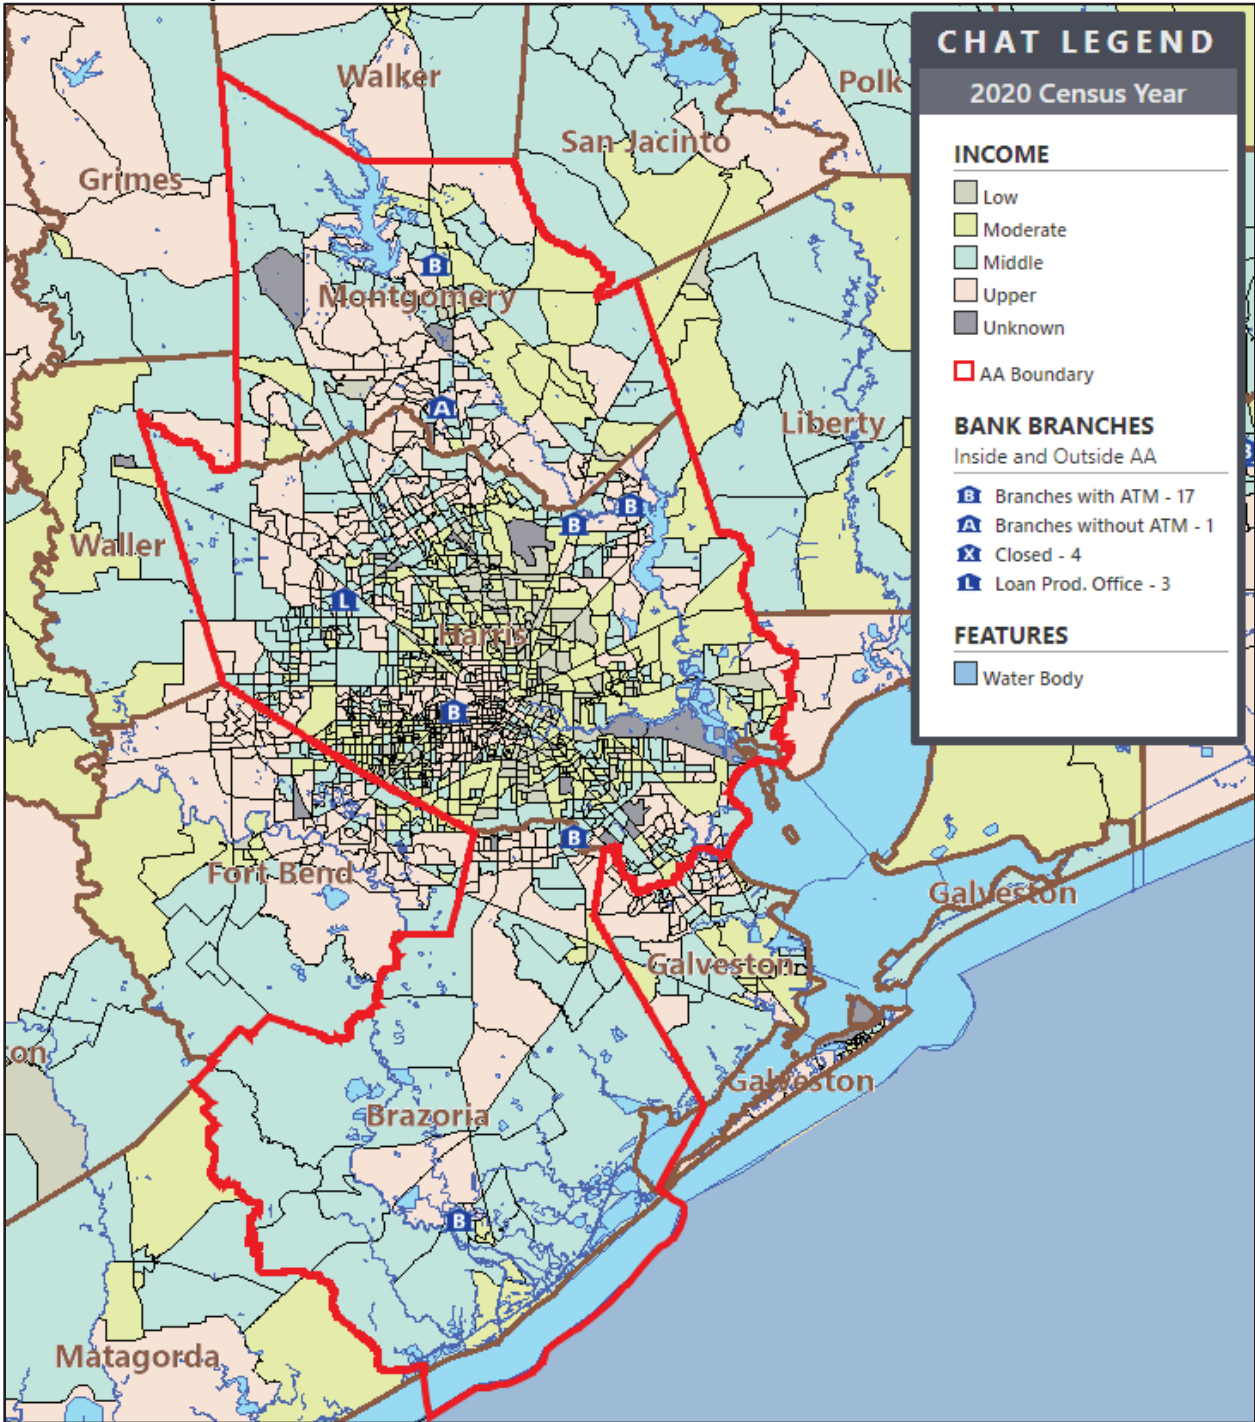 CHAT LEGEND
2020 Census Year
INCOME
Low
Moderate
Middle
Upper
Unknown
AA Boundary
BANK BRANCHES
Inside and Outside AA
B Branches with ATM - 17
A Branches without ATM - 1
X Closed - 4
L Loan Prod. Office - 3
FEATURES
Water Body
Walker
Polk
San Jacinto
Grimes
B
Montgomery
A
Liberty
B
B
B
Waller
L
Harris
B
B
Fort Bend
Galveston
Galveston
on
Galveston
Brazoria
B
Matagorda